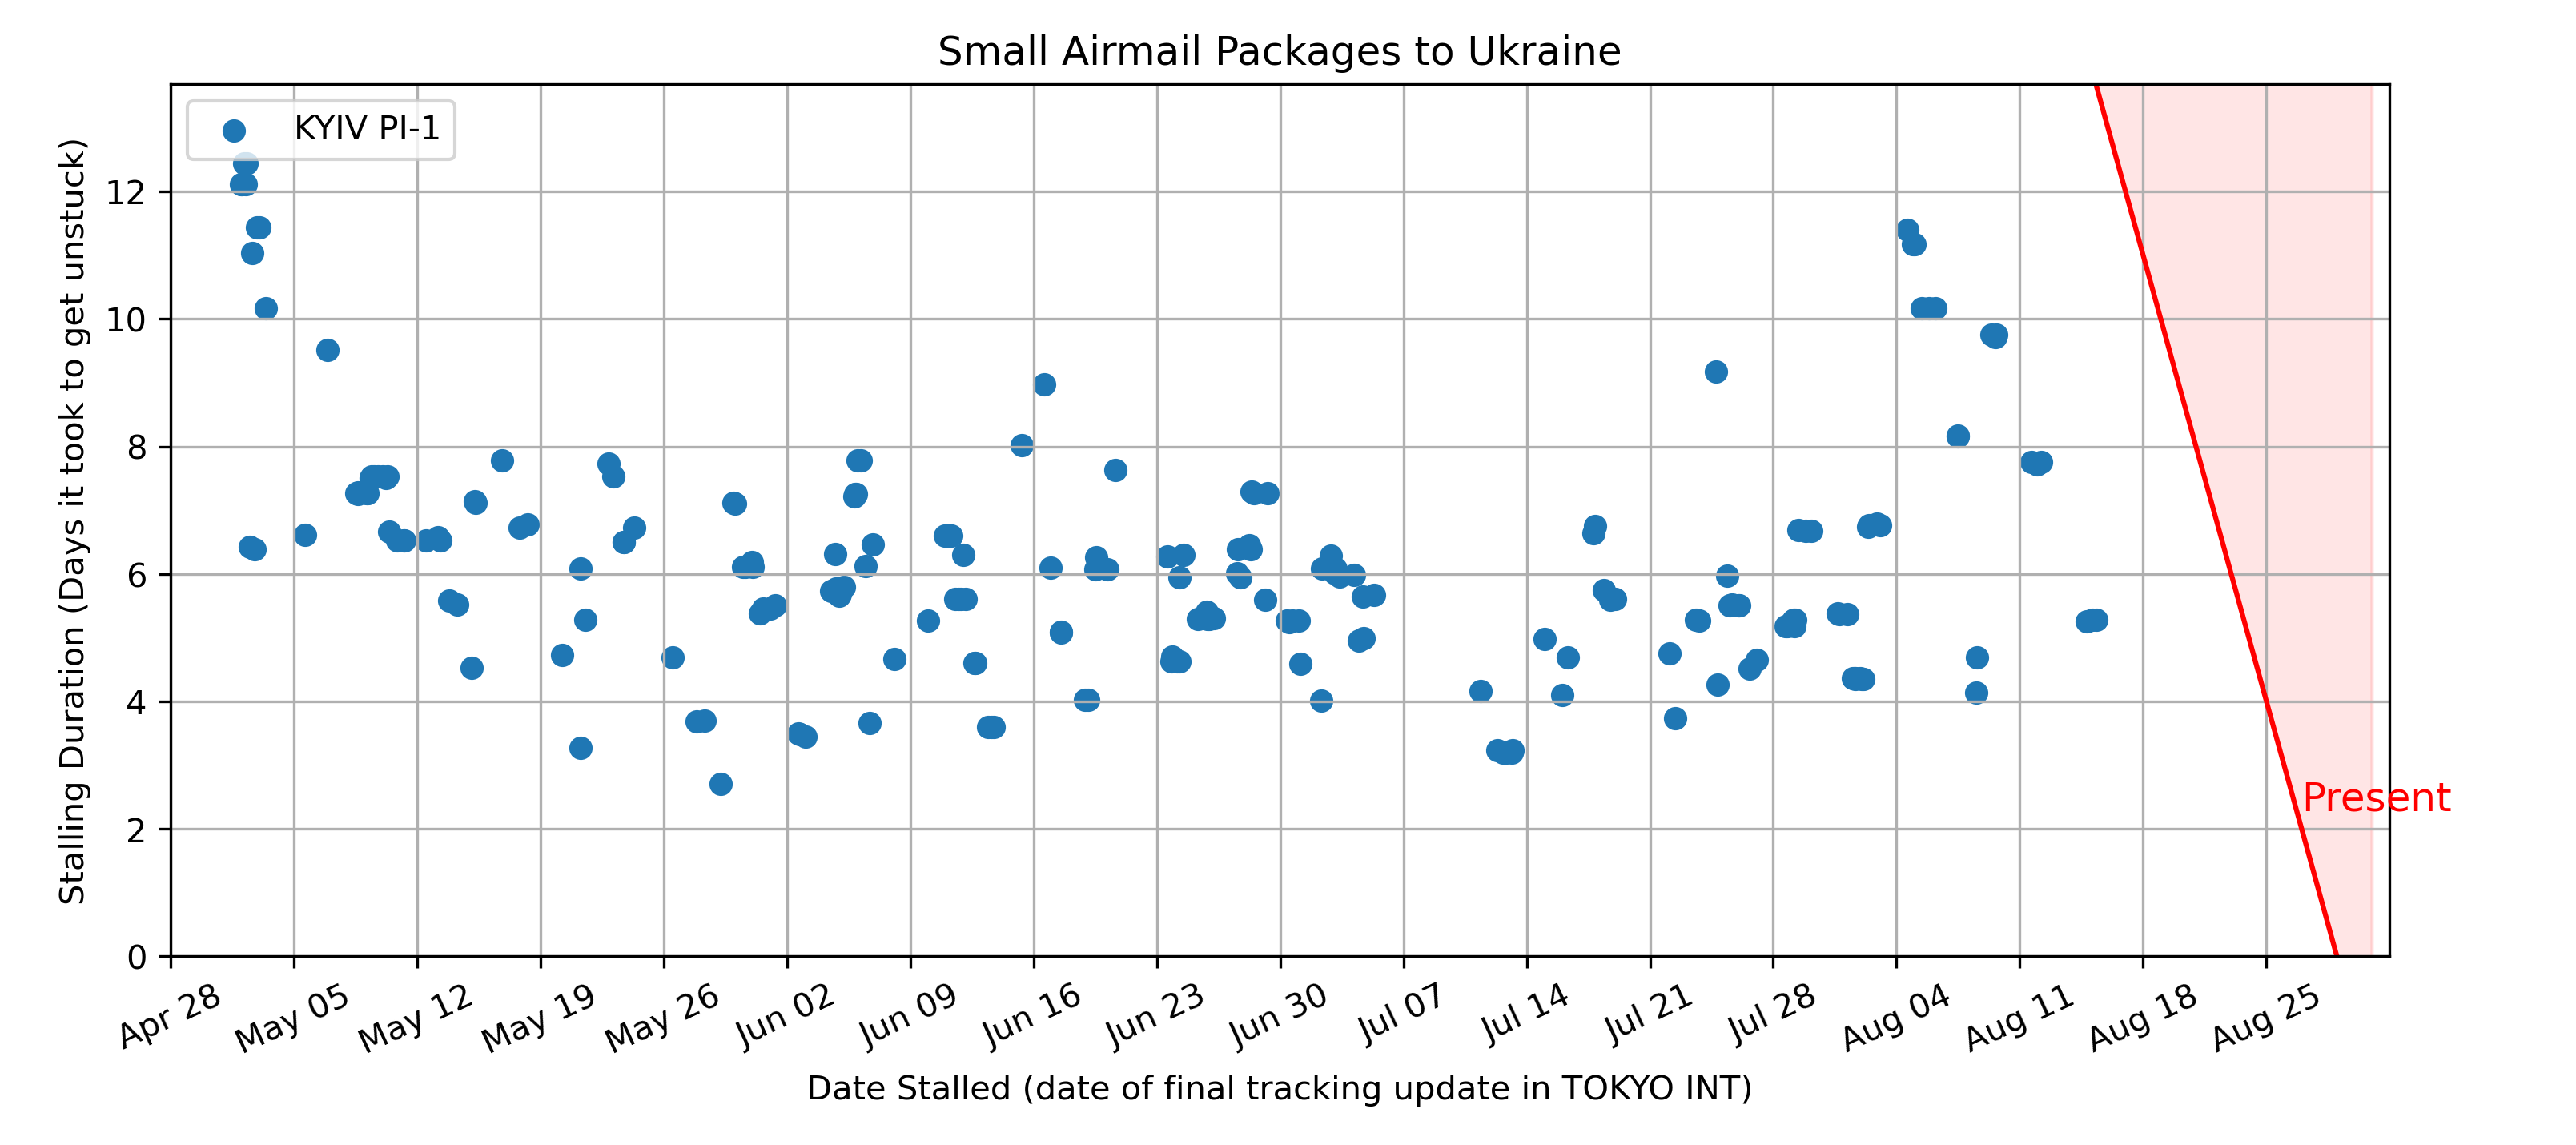 Small Airmail Packages to Ukraine
KYIV PI-1
Stalling Duration (Days it took to get unstuck)
12
10
8
6
4
2
0
Present
Apr 28
May 05
May 12
May 19
May 26
Jun 02
Jun 09
Jun 16
Jun 23
Jun 30
Jul 07
Jul 14
Jul 21
Jul 28
Aug 04
Aug 11
Aug 18
Aug 25
Date Stalled (date of final tracking update in TOKYO INT)